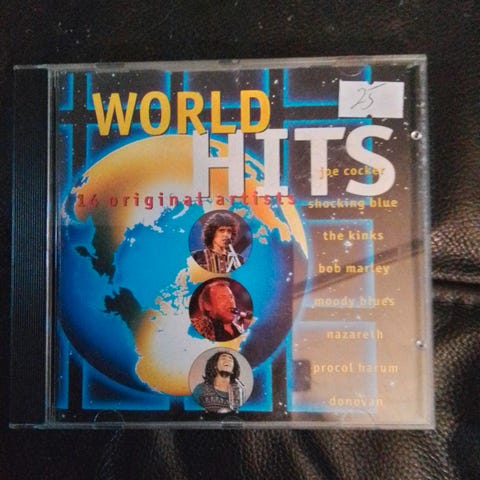 WORLD
HITS
25
joe cocker
16 original artists
shocking blue
the kinks
bob marley
moody blues
nazareth
procol harum
donovan